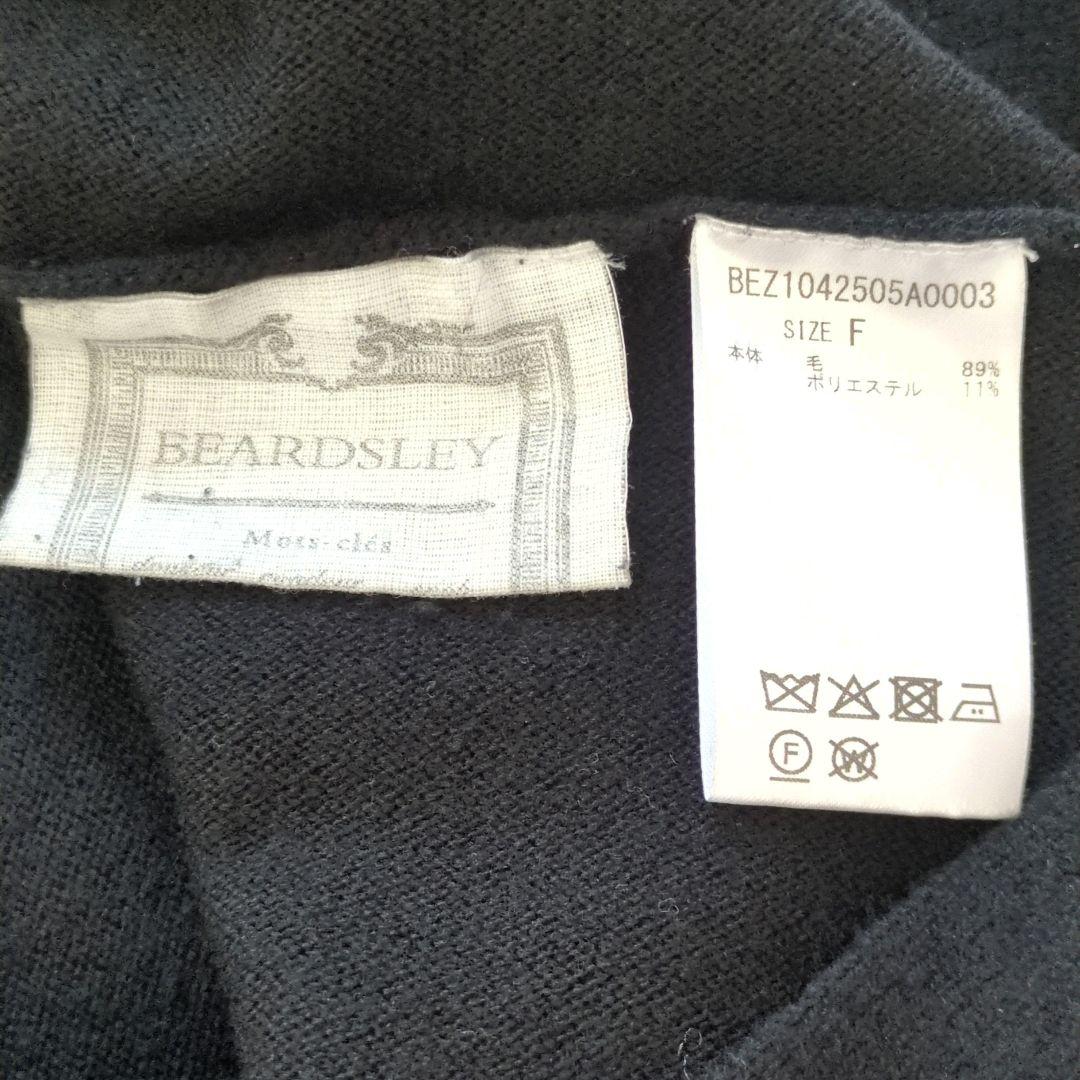 BEARDSLEY
Mots-clés
BEZ1042505A0003
SIZE F
本体 毛 89%
ポリエステル 11%
F
W